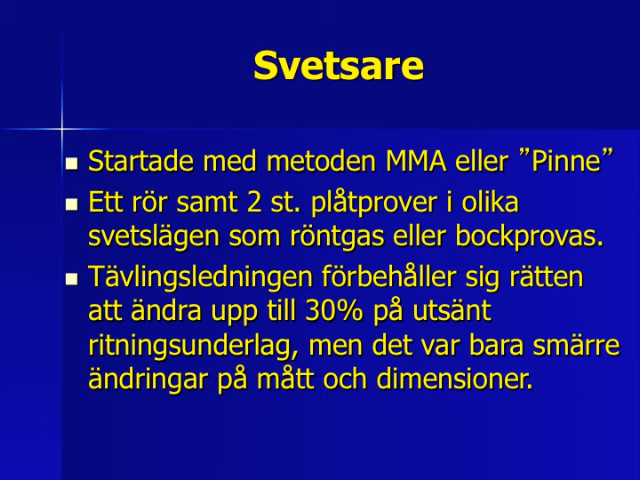 Svetsare
Startade med metoden MMA eller ”Pinne”
Ett rör samt 2 st. plåtprover i olika
svetslägen som röntgas eller bockprovas.
Tävlingsledningen förbehåller sig rätten
att ändra upp till 30% på utsänt
ritningsunderlag, men det var bara smärre
ändringar på mått och dimensioner.